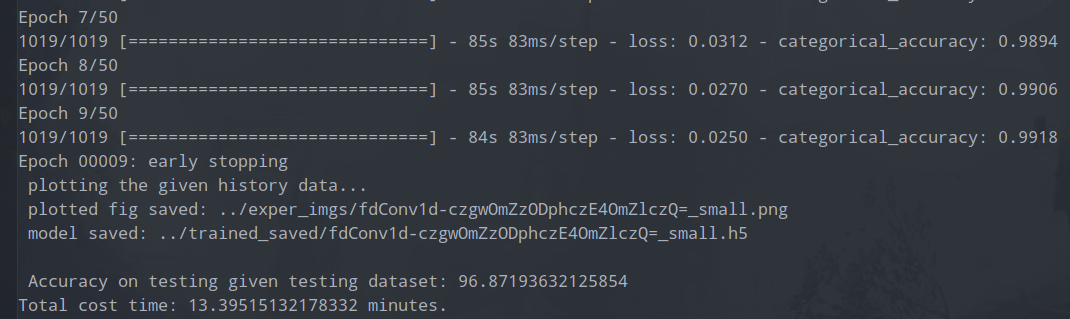 Epoch 7/50
1019/1019 [==============================] - 85s 83ms/step - loss: 0.0312 - categorical_accuracy: 0.9894
Epoch 8/50
1019/1019 [==============================] - 85s 83ms/step - loss: 0.0270 - categorical_accuracy: 0.9906
Epoch 9/50
1019/1019 [==============================] - 84s 83ms/step - loss: 0.0250 - categorical_accuracy: 0.9918
Epoch 00009: early stopping
plotting the given history data...
plotted fig saved: ../exper_imgs/fdConv1d-czgwOmZzODphczE4OmZlczQ=_small.png
model saved: ../trained_saved/fdConv1d-czgwOmZzODphczE4OmZlczQ=_small.h5
Accuracy on testing given testing dataset: 96.87193632125854
Total cost time: 13.39515132178332 minutes.